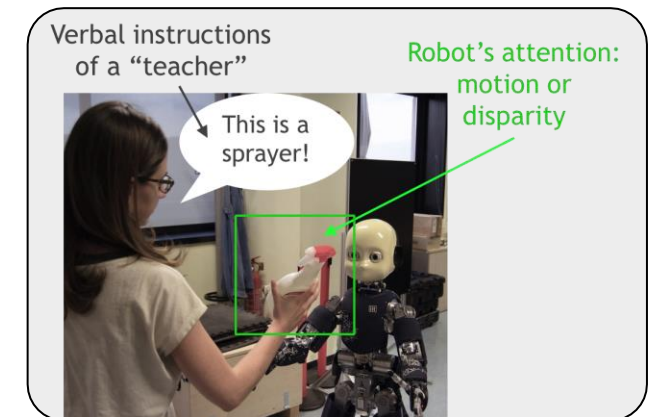 Verbal instructions
of a “teacher”
Robot’s attention:
motion or
disparity
This is a
sprayer!